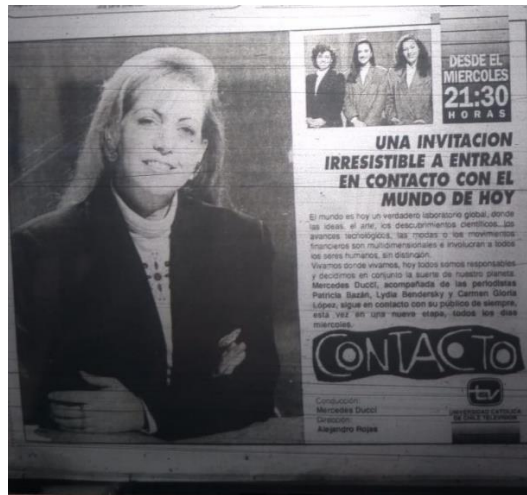 DESDE EL
MIERCOLES
21:30
HORAS
UNA INVITACION
IRRESISTIBLE A ENTRAR
EN CONTACTO CON EL
MUNDO DE HOY
El mundo es hoy un verdadero laboratorio global, donde
las ideas, el arte, los descubrimientos científicos, los
avances tecnológicos, las modas o los movimientos
financieros son multidimensionales e involucran a todos
los seres humanos, sin distinción.
Vivamos donde vivamos, hoy todos somos responsables
y decidimos en conjunto la suerte de nuestro planeta.
Mercedes Ducci, acompañada de las periodistas
Patricia Bazán, Lydia Bendersky y Carmen Gloria
López, sigue en contacto con su público de siempre,
esta vez en una nueva etapa, todos los días
miércoles.
CONTACTO
Conducción:
Mercedes Ducci
Dirección:
Alejandro Rojas
tv
UNIVERSIDAD CATOLICA
DE CHILE TELEVISION